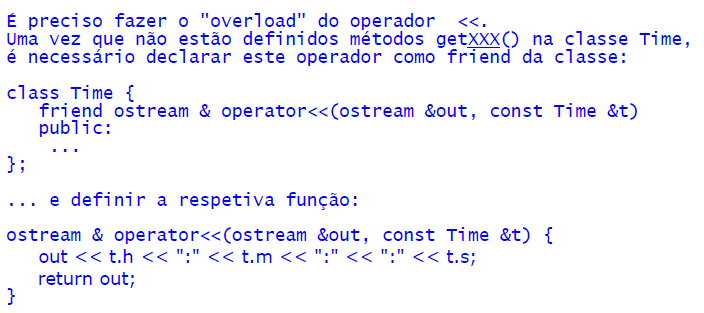 É preciso fazer o "overload" do operador  <<.
Uma vez que não estão definidos métodos getXXX() na classe Time,
é necessário declarar este operador como friend da classe:
class Time {
friend ostream & operator<<(ostream &out, const Time &t)
public:
...
};
... e definir a respetiva função:
ostream & operator<<(ostream &out, const Time &t) {
out << t.h << ":" << t.m << ":" << ":" << t.s;
return out;
}